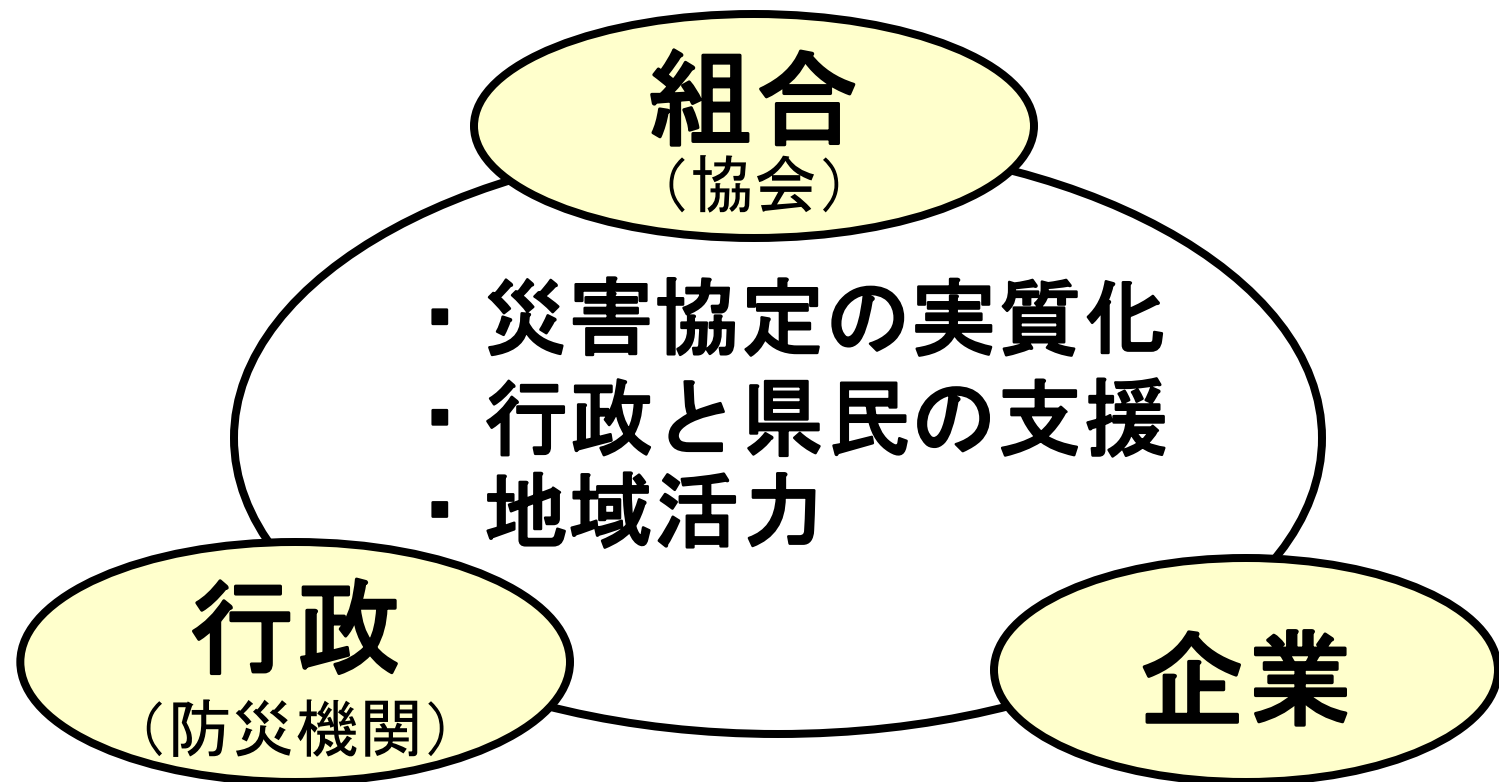 組合
（協会）
・災害協定の実質化
・行政と県民の支援
・地域活力
行政
（防災機関）
企業